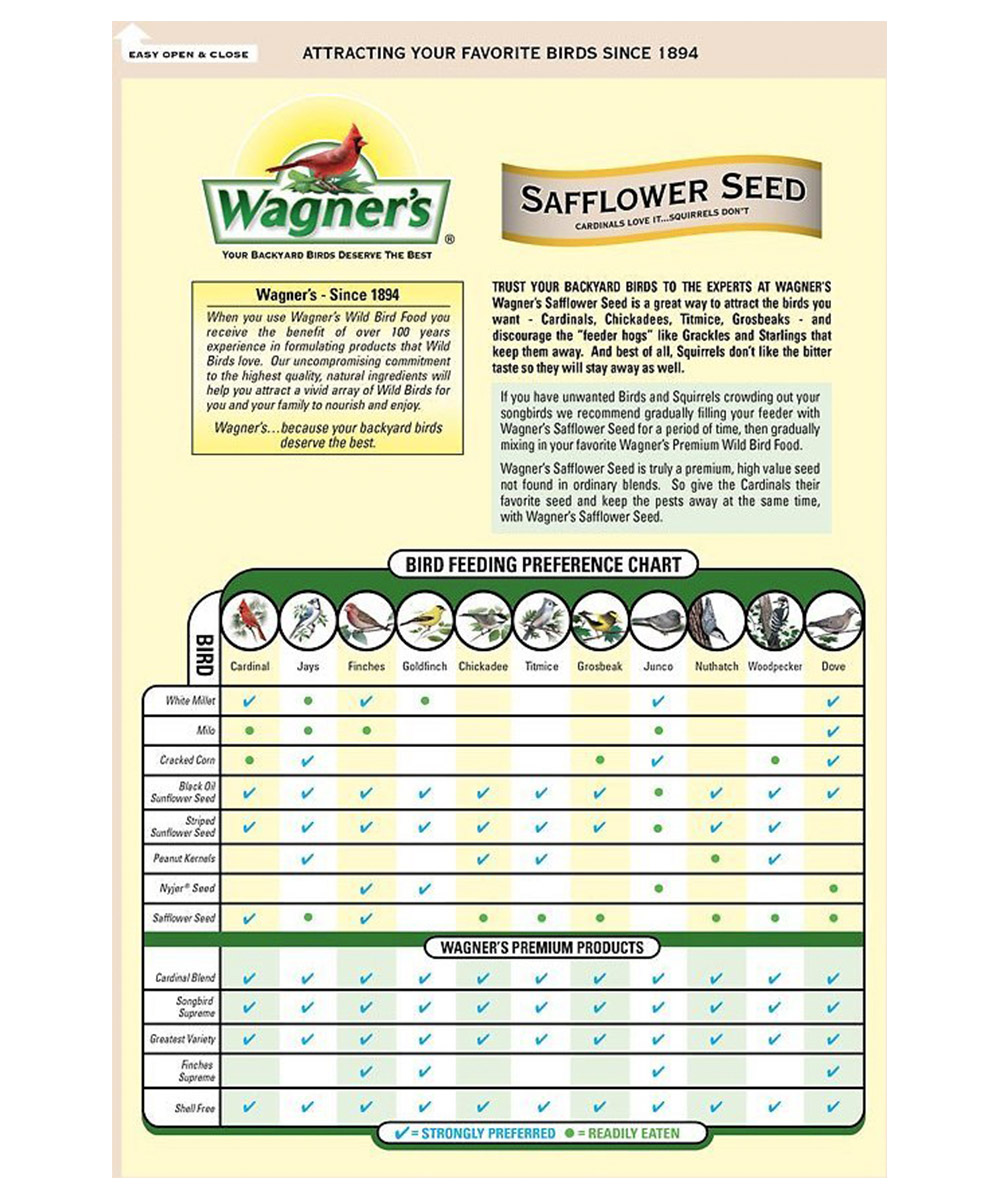 EASY OPEN & CLOSE
ATTRACTING YOUR FAVORITE BIRDS SINCE 1894
Wagner's
®
YOUR BACKYARD BIRDS DESERVE THE BEST
SAFFLOWER SEED
CARDINALS LOVE IT...SQUIRRELS DON'T
Wagner's - Since 1894
When you use Wagner's Wild Bird Food you
receive the benefit of over 100 years
experience in formulating products that Wild
Birds love. Our uncompromising commitment
to the highest quality, natural ingredients will
help you attract a vivid array of Wild Birds for
you and your family to nourish and enjoy.
Wagner's...because your backyard birds
deserve the best.
TRUST YOUR BACKYARD BIRDS TO THE EXPERTS AT WAGNER'S
Wagner's Safflower Seed is a great way to attract the birds you
want - Cardinals, Chickadees, Titmice, Grosbeaks - and
discourage the "feeder hogs" like Grackles and Starlings that
keep them away. And best of all, Squirrels don't like the bitter
taste so they will stay away as well.
If you have unwanted Birds and Squirrels crowding out your
songbirds we recommend gradually filling your feeder with
Wagner's Safflower Seed for a period of time, then gradually
mixing in your favorite Wagner's Premium Wild Bird Food.
Wagner's Safflower Seed is truly a premium, high value seed
not found in ordinary blends. So give the Cardinals their
favorite seed and keep the pests away at the same time,
with Wagner's Safflower Seed.
BIRD FEEDING PREFERENCE CHART
BIRD
Cardinal Jays Finches Goldfinch Chickadee Titmice Grosbeak Junco Nuthatch Woodpecker Dove
White Millet
Milo
Cracked Corn
Black Oil
Sunflower Seed
Striped
Sunflower Seed
Peanut Kernels
Nyjer® Seed
Safflower Seed
WAGNER'S PREMIUM PRODUCTS
Cardinal Blend
Songbird
Supreme
Greatest Variety
Finches
Supreme
Shell Free
✓ = STRONGLY PREFERRED ● = READILY EATEN